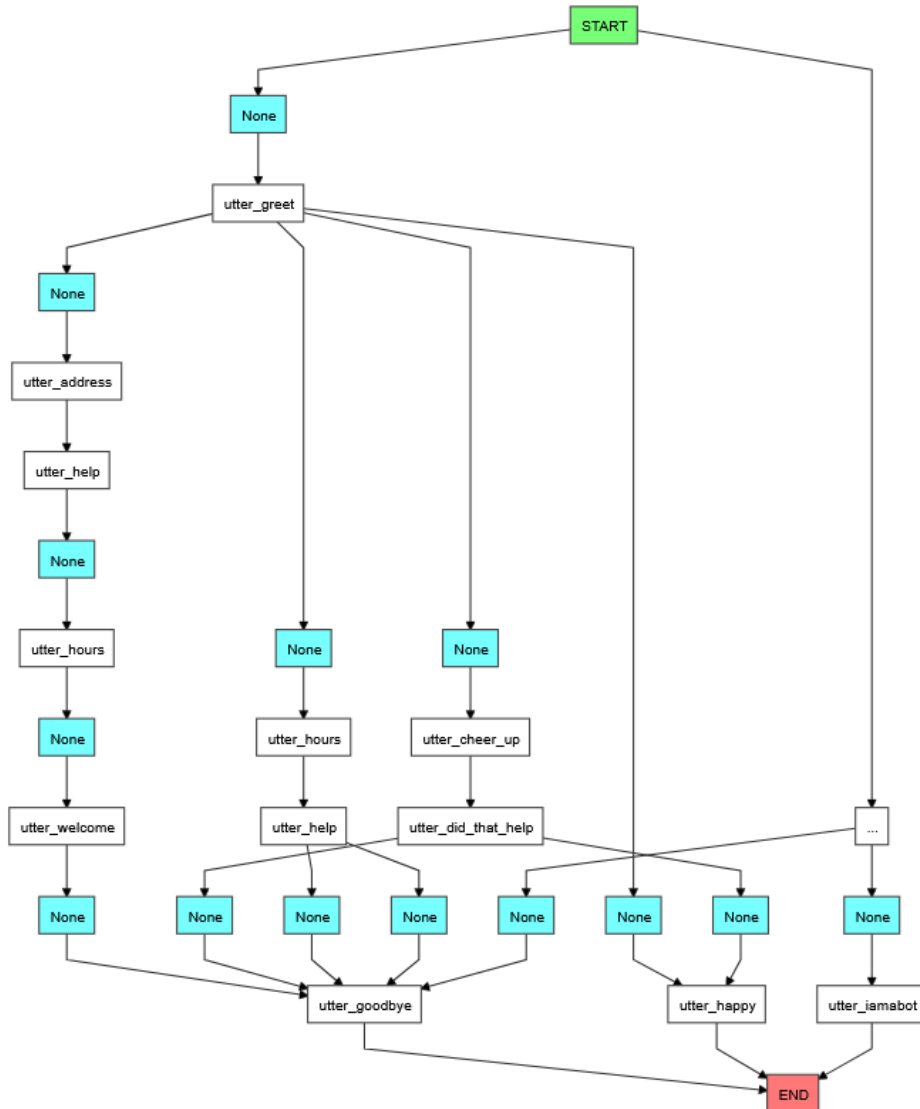 START
None
utter_greet
None
utter_address
utter_help
None
utter_hours
None
None
None
utter_hours
utter_cheer_up
utter_welcome
utter_help
utter_did_that_help
...
None
None
None
None
None
None
None
None
utter_goodbye
utter_happy
utter_iamabot
END